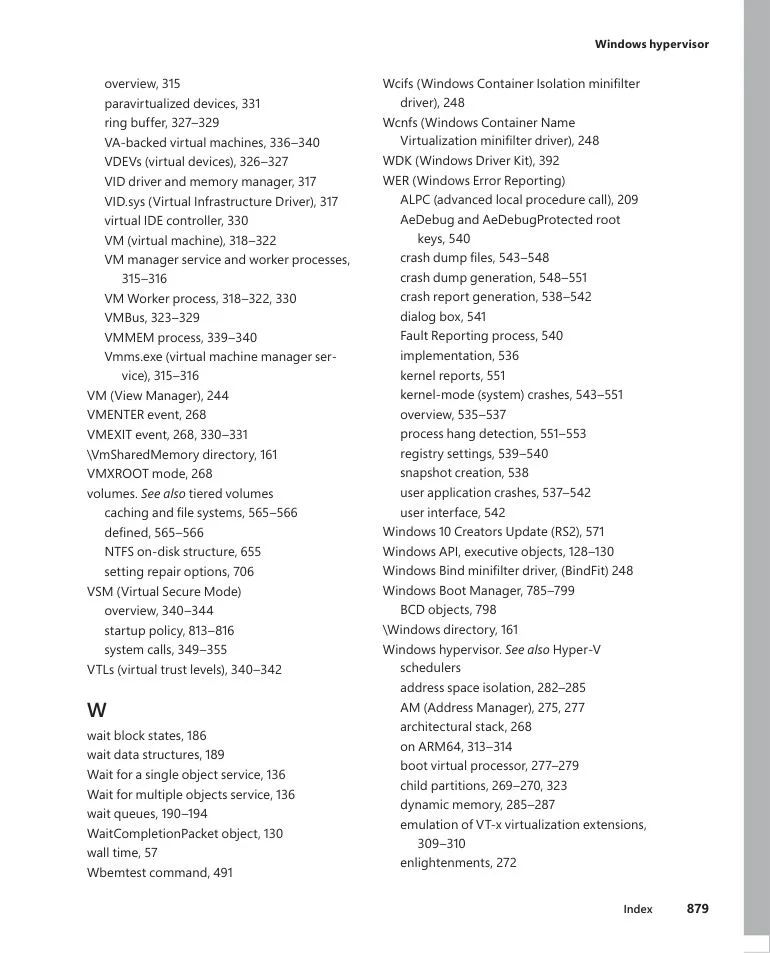 Windows hypervisor
overview, 315
paravirtualized devices, 331
ring buffer, 327–329
VA-backed virtual machines, 336–340
VDEVs (virtual devices), 326–327
VID driver and memory manager, 317
VID.sys (Virtual Infrastructure Driver), 317
virtual IDE controller, 330
VM (virtual machine), 318–322
VM manager service and worker processes,
315–316
VM Worker process, 318–322, 330
VMBus, 323–329
VMMEM process, 339–340
Vmms.exe (virtual machine manager ser-
vice), 315–316
VM (View Manager), 244
VMENTER event, 268
VMEXIT event, 268, 330–331
\VmSharedMemory directory, 161
VMXROOT mode, 268
volumes. See also tiered volumes
caching and file systems, 565–566
defined, 565–566
NTFS on-disk structure, 655
setting repair options, 706
VSM (Virtual Secure Mode)
overview, 340–344
startup policy, 813–816
system calls, 349–355
VTLs (virtual trust levels), 340–342
W
wait block states, 186
wait data structures, 189
Wait for a single object service, 136
Wait for multiple objects service, 136
wait queues, 190–194
WaitCompletionPacket object, 130
wall time, 57
Wbemtest command, 491
Wcifs (Windows Container Isolation minifilter
driver), 248
Wcnfs (Windows Container Name
Virtualization minifilter driver), 248
WDK (Windows Driver Kit), 392
WER (Windows Error Reporting)
ALPC (advanced local procedure call), 209
AeDebug and AeDebugProtected root
keys, 540
crash dump files, 543–548
crash dump generation, 548–551
crash report generation, 538–542
dialog box, 541
Fault Reporting process, 540
implementation, 536
kernel reports, 551
kernel-mode (system) crashes, 543–551
overview, 535–537
process hang detection, 551–553
registry settings, 539–540
snapshot creation, 538
user application crashes, 537–542
user interface, 542
Windows 10 Creators Update (RS2), 571
Windows API, executive objects, 128–130
Windows Bind minifilter driver, (BindFit) 248
Windows Boot Manager, 785–799
BCD objects, 798
\Windows directory, 161
Windows hypervisor. See also Hyper-V
schedulers
address space isolation, 282–285
AM (Address Manager), 275, 277
architectural stack, 268
on ARM64, 313–314
boot virtual processor, 277–279
child partitions, 269–270, 323
dynamic memory, 285–287
emulation of VT-x virtualization extensions,
309–310
enlightenments, 272
Index 879